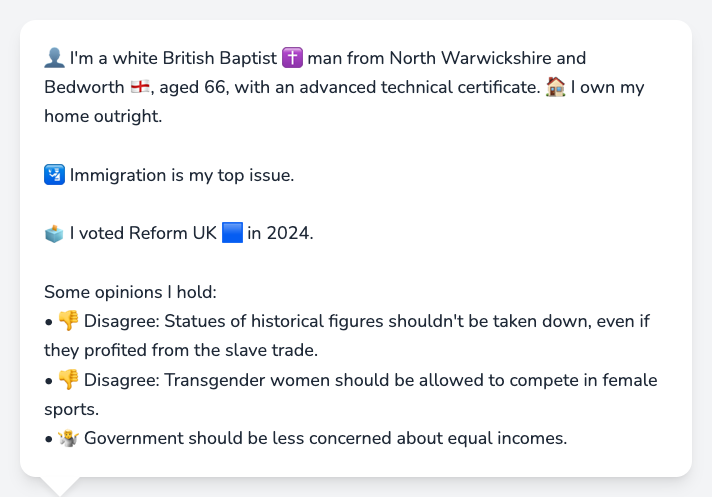 👤 I'm a white British Baptist ✝️ man from North Warwickshire and
Bedworth 🏴󠁧󠁢󠁥󠁮󠁧󠁿, aged 66, with an advanced technical certificate. 🏠 I own my
home outright.
🛂 Immigration is my top issue.
🗳️ I voted Reform UK 🟦 in 2024.
Some opinions I hold:
• 👎 Disagree: Statues of historical figures shouldn't be taken down, even if
they profited from the slave trade.
• 👎 Disagree: Transgender women should be allowed to compete in female
sports.
• 🤷 Government should be less concerned about equal incomes.